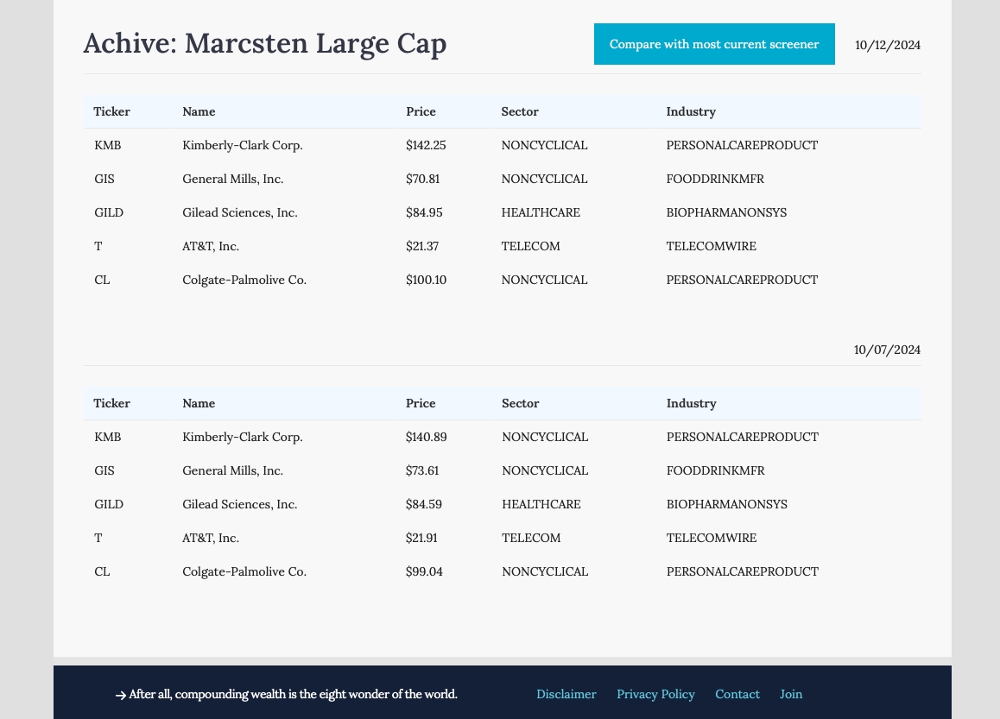 Achive: Marcsten Large Cap Compare with most current screener 10/12/2024
Ticker Name Price Sector Industry
KMB Kimberly-Clark Corp. $142.25 NONCYCLICAL PERSONALCAREPRODUCT
GIS General Mills, Inc. $70.81 NONCYCLICAL FOODDRINKMFR
GILD Gilead Sciences, Inc. $84.95 HEALTHCARE BIOPHARMANONSYS
T AT&T, Inc. $21.37 TELECOM TELECOMWIRE
CL Colgate-Palmolive Co. $100.10 NONCYCLICAL PERSONALCAREPRODUCT
10/07/2024
Ticker Name Price Sector Industry
KMB Kimberly-Clark Corp. $140.89 NONCYCLICAL PERSONALCAREPRODUCT
GIS General Mills, Inc. $73.61 NONCYCLICAL FOODDRINKMFR
GILD Gilead Sciences, Inc. $84.59 HEALTHCARE BIOPHARMANONSYS
T AT&T, Inc. $21.91 TELECOM TELECOMWIRE
CL Colgate-Palmolive Co. $99.04 NONCYCLICAL PERSONALCAREPRODUCT
→ After all, compounding wealth is the eight wonder of the world. Disclaimer Privacy Policy Contact Join